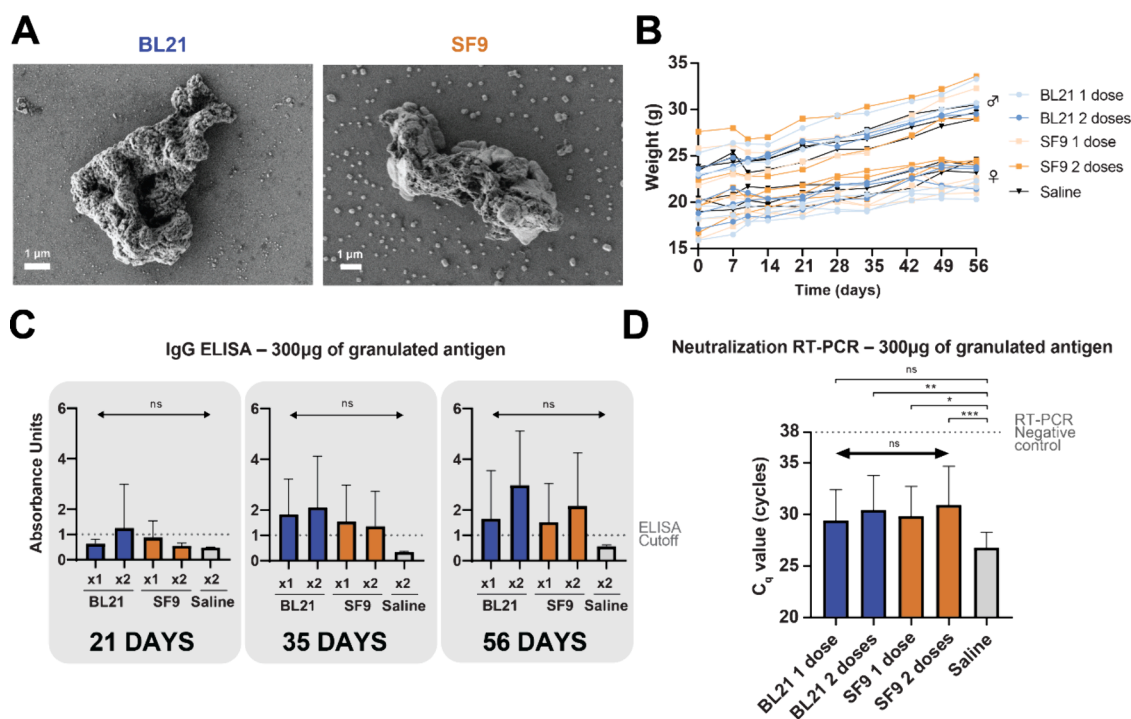 A
BL21
SF9
1 µm
1 µm
B
Weight (g)
35
30
25
20
15
0 7 14 21 28 35 42 49 56
Time (days)
♂
♀
BL21 1 dose
BL21 2 doses
SF9 1 dose
SF9 2 doses
Saline
C
IgG ELISA – 300µg of granulated antigen
Absorbance Units
6
4
2
1
0
ns
x1 x2 x1 x2 x2
BL21 SF9 Saline
21 DAYS
6
4
2
1
0
ns
x1 x2 x1 x2 x2
BL21 SF9 Saline
35 DAYS
6
4
2
1
0
ns
x1 x2 x1 x2 x2
BL21 SF9 Saline
56 DAYS
ELISA
Cutoff
D
Neutralization RT-PCR – 300µg of granulated antigen
ns
**
*
***
RT-PCR
Negative
control
ns
Cq value (cycles)
38
35
30
25
20
BL21 1 dose
BL21 2 doses
SF9 1 dose
SF9 2 doses
Saline